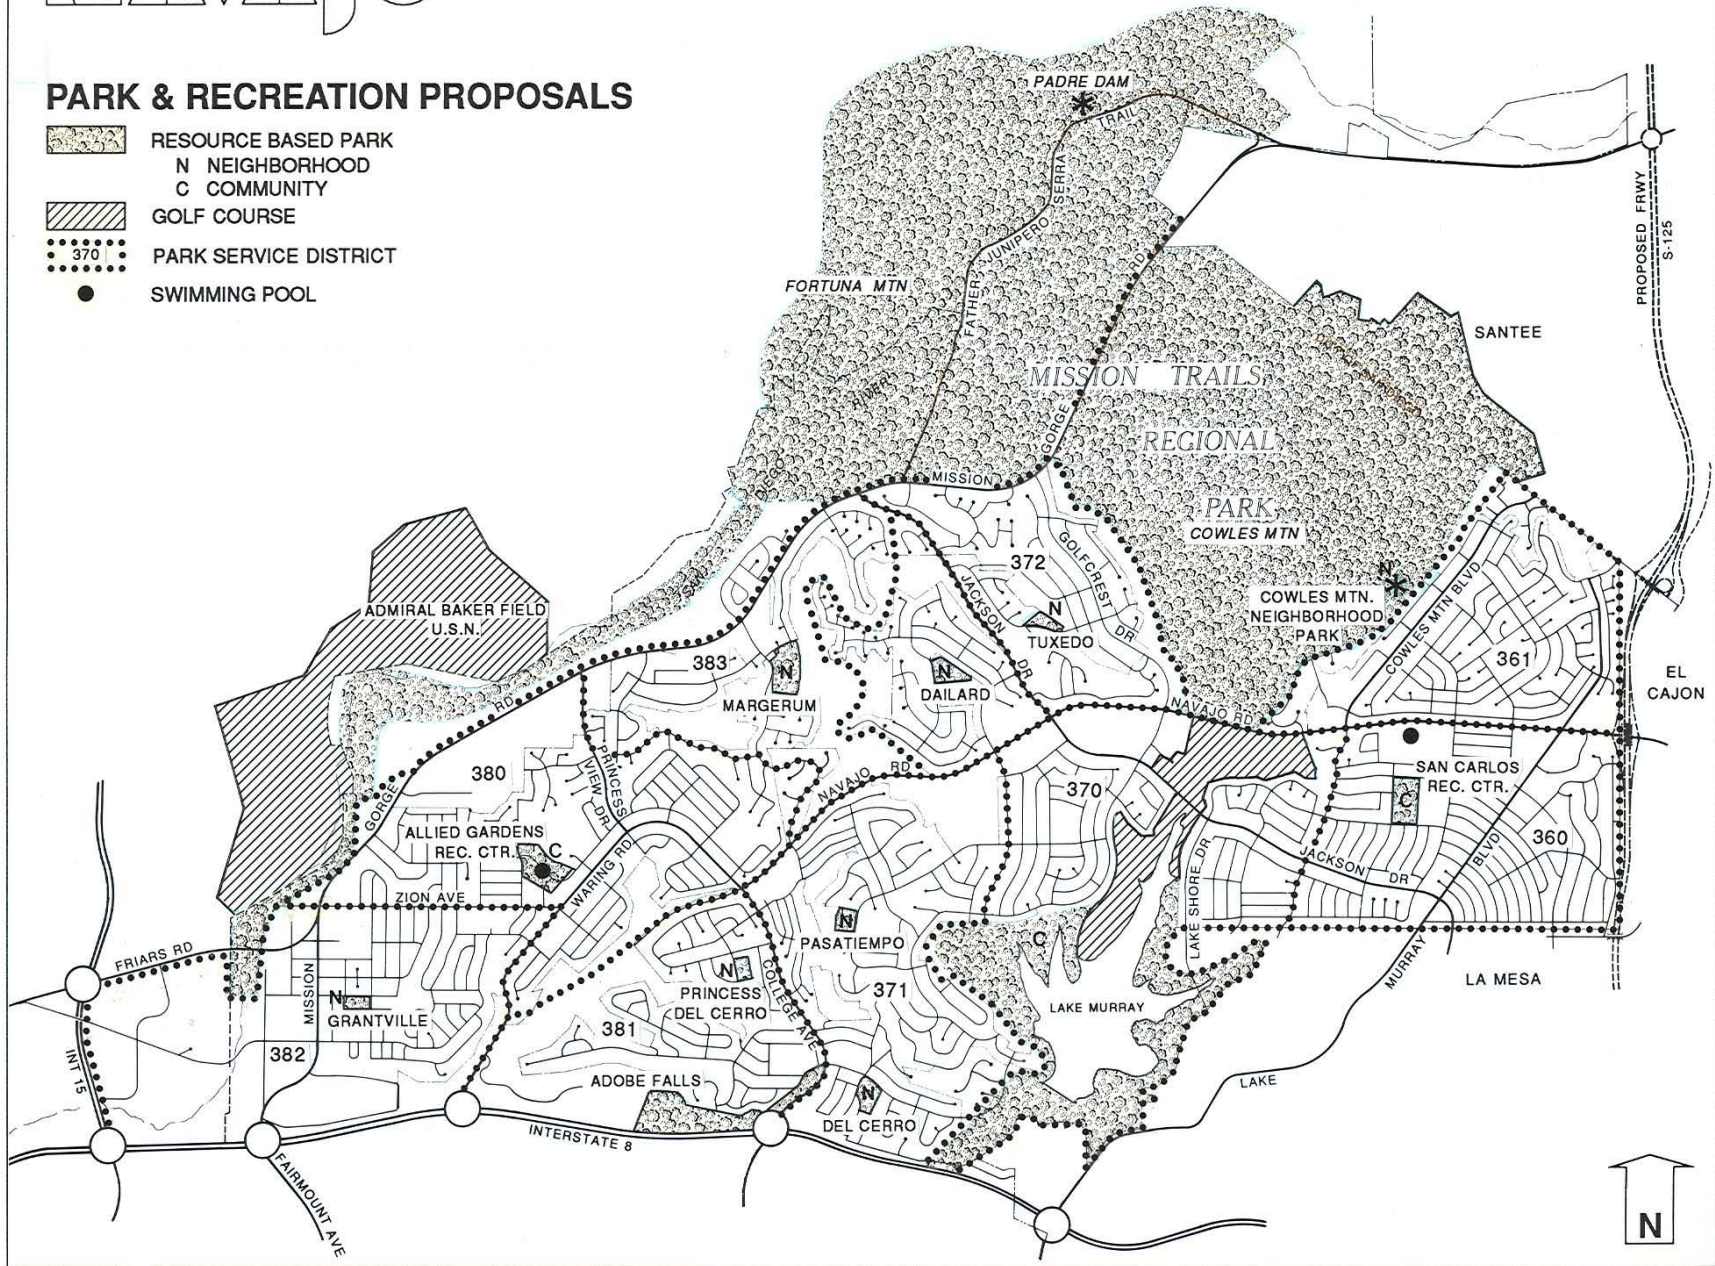 PARK & RECREATION PROPOSALS
RESOURCE BASED PARK
N NEIGHBORHOOD
C COMMUNITY
GOLF COURSE
370 PARK SERVICE DISTRICT
SWIMMING POOL
PADRE DAM
FATHER JUNIPERO SERRA TRAIL
PROPOSED FRWY
S-125
FORTUNA MTN
SANTEE
MISSION TRAILS
REGIONAL
PARK
COWLES MTN
SAN DIEGO RIVER
MISSION GORGE RD
N
COWLES MTN.
NEIGHBORHOOD
PARK
COWLES MTN BLVD
361
EL
CAJON
372
GOLFCREST DR
JACKSON DR
N
TUXEDO
ADMIRAL BAKER FIELD
U.S.N.
383
N
MARGERUM
N
DAILARD
NAVAJO RD
SAN CARLOS
REC. CTR.
C
360
370
380
PRINCESS VIEW DR
NAVAJO RD
GORGE RD
ALLIED GARDENS
REC. CTR.
C
WARING RD
ZION AVE
LAKE SHORE DR
JACKSON DR
BLVD
MURRAY
LAKE
LA MESA
N
PASATIEMPO
C
LAKE MURRAY
371
FRIARS RD
MISSION
N
GRANTVILLE
N
PRINCESS
DEL CERRO
COLLEGE AVE
381
382
INT 15
ADOBE FALLS
N
DEL CERRO
INTERSTATE 8
FAIRMOUNT AVE
N